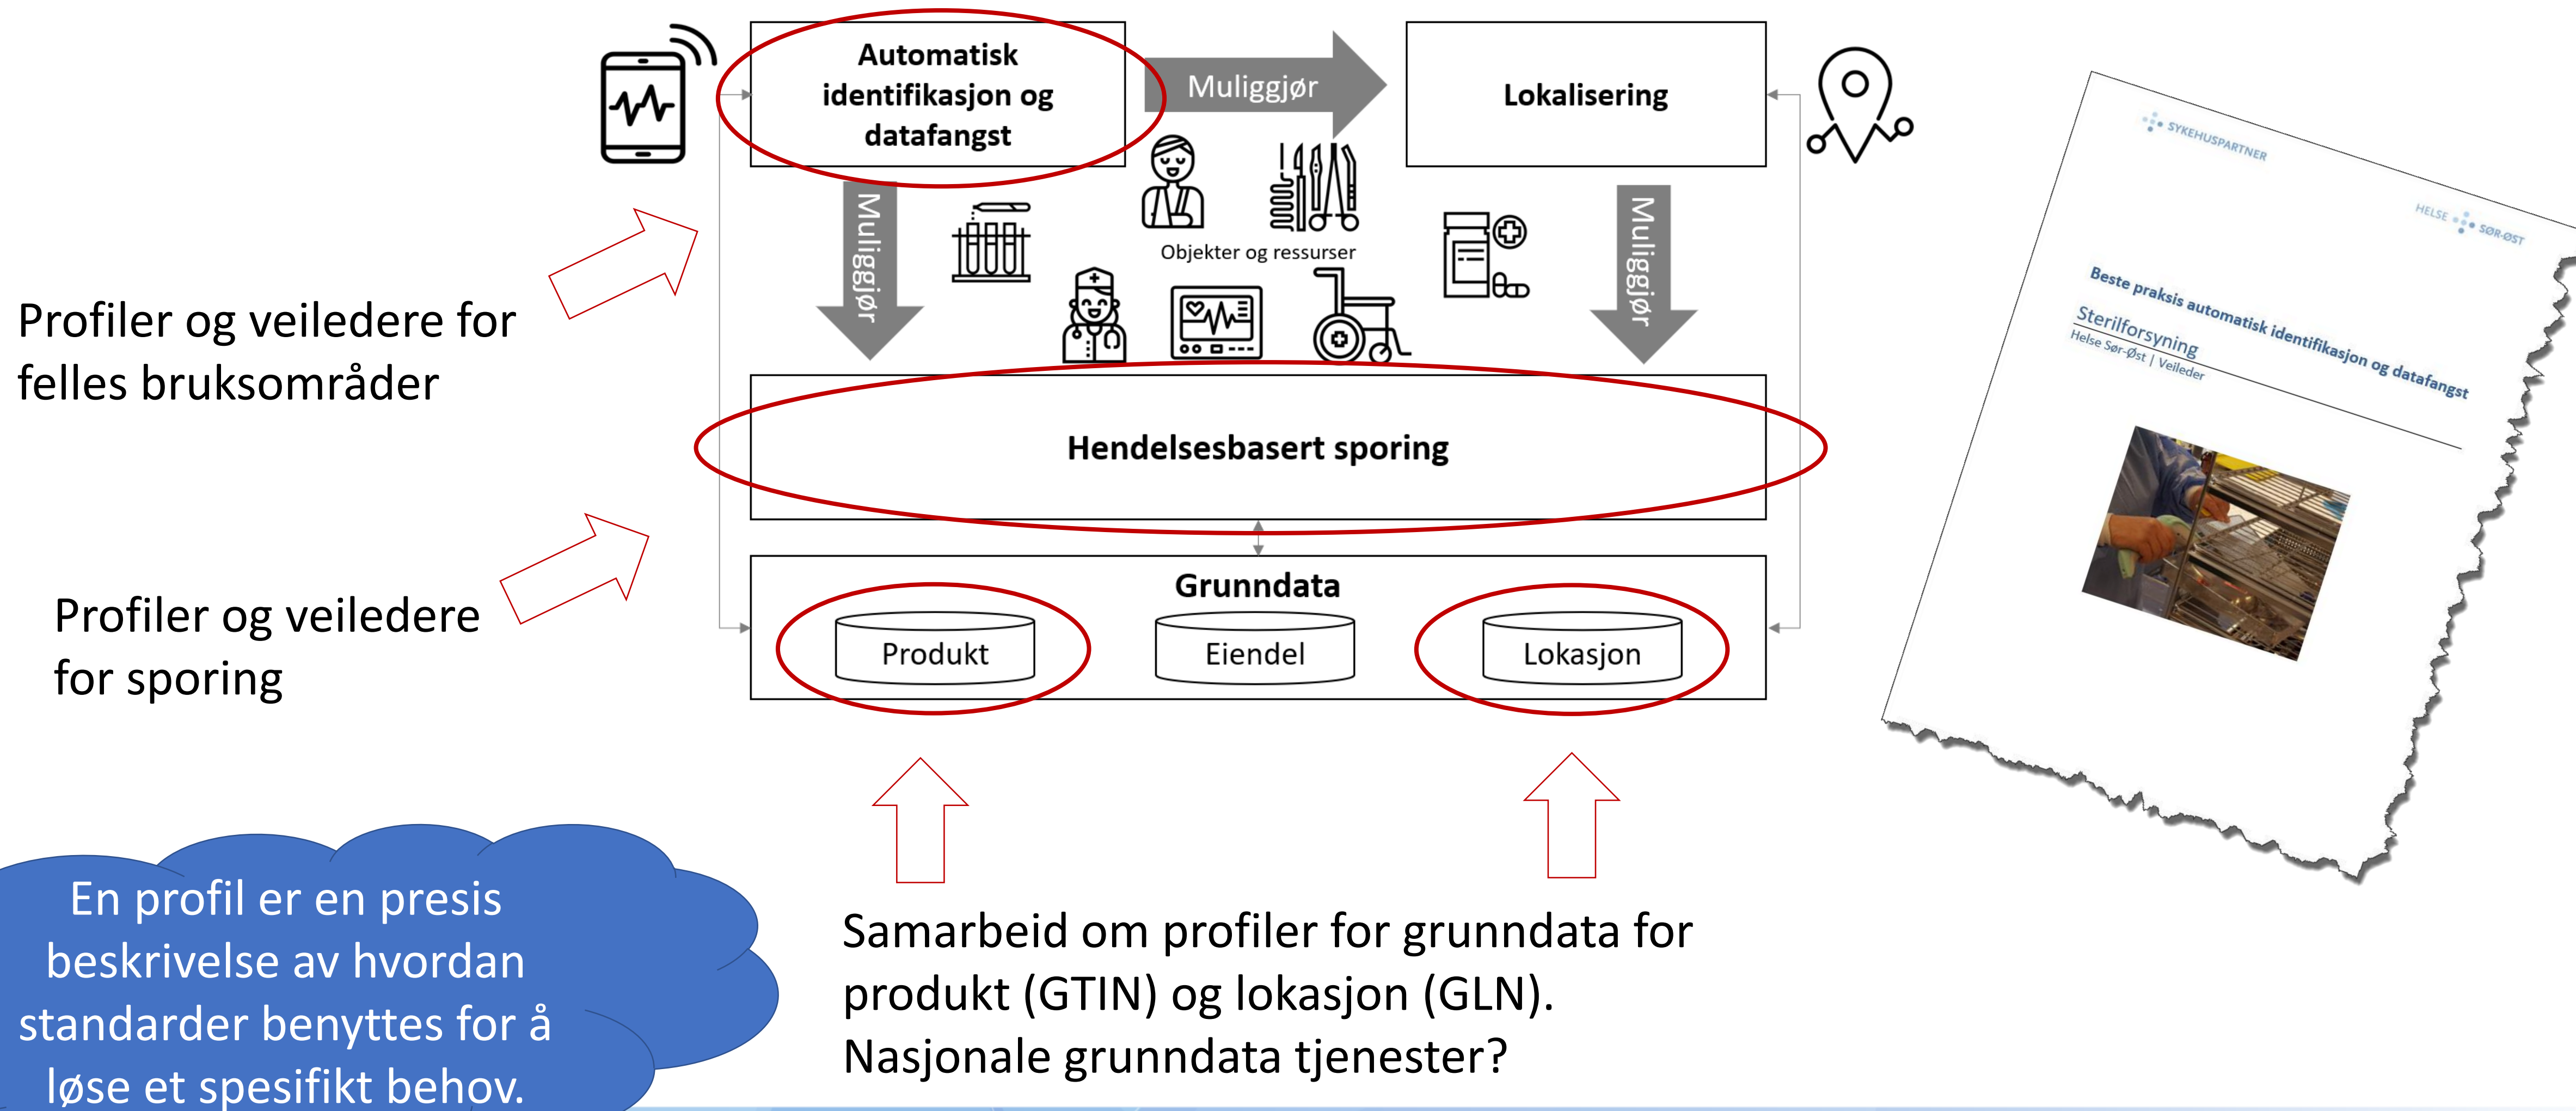 Automatisk
identifikasjon og
datafangst
Muliggjør
Lokalisering
Muliggjør
Objekter og ressurser
Muliggjør
Hendelsesbasert sporing
Grunndata
Produkt
Eiendel
Lokasjon
Profiler og veiledere for
felles bruksområder
Profiler og veiledere
for sporing
En profil er en presis
beskrivelse av hvordan
standarder benyttes for å
løse et spesifikt behov.
Samarbeid om profiler for grunndata for
produkt (GTIN) og lokasjon (GLN).
Nasjonale grunndata tjenester?
SYKEHUSPARTNER
HELSE SØR-ØST
Beste praksis automatisk identifikasjon og datafangst
Sterilforsyning
Helse Sør-Øst | Veileder